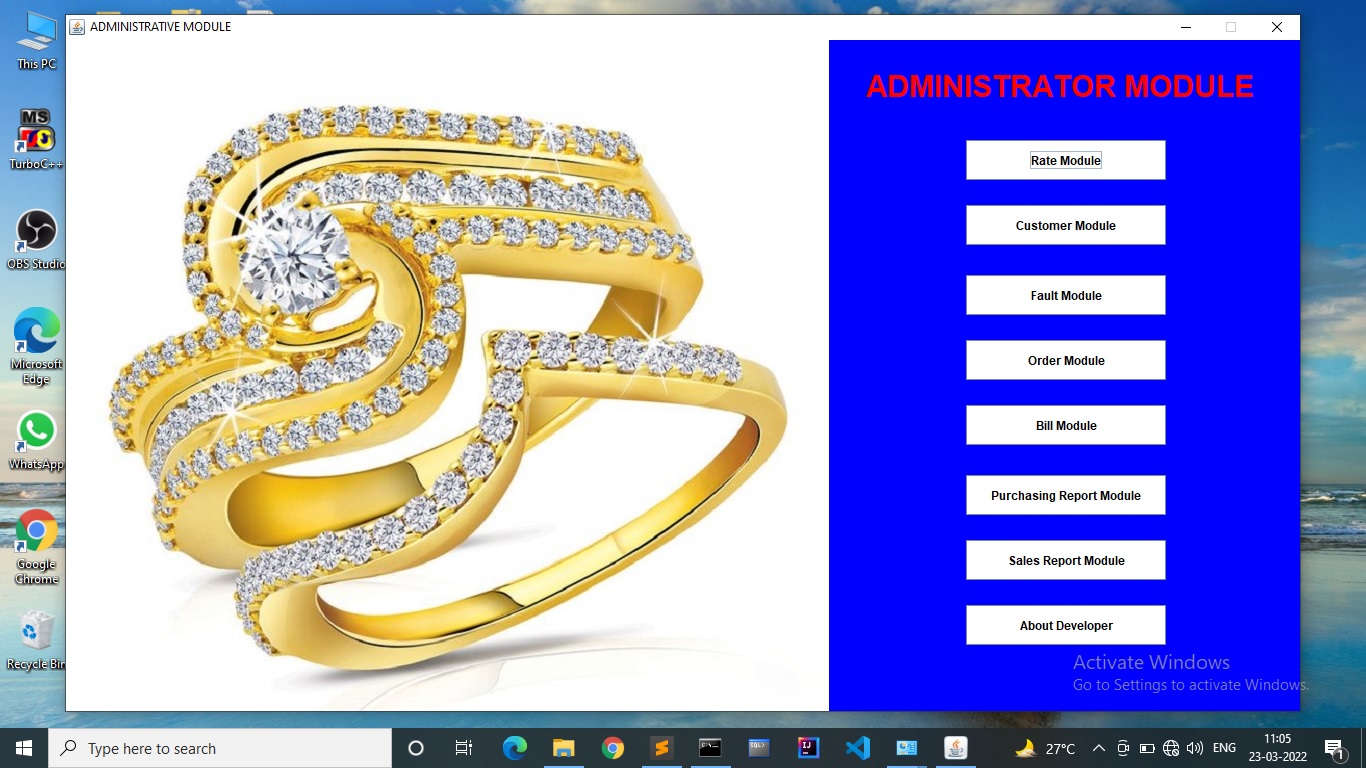 ADMINISTRATIVE MODULE
This PC
MS
TurboC++
OBS Studio
Microsoft
Edge
WhatsApp
Google
Chrome
Recycle Bin
ADMINISTRATOR MODULE
Rate Module
Customer Module
Fault Module
Order Module
Bill Module
Purchasing Report Module
Sales Report Module
About Developer
Activate Windows
Go to Settings to activate Windows.
Type here to search
27°C
ENG
11:05
23-03-2022
1